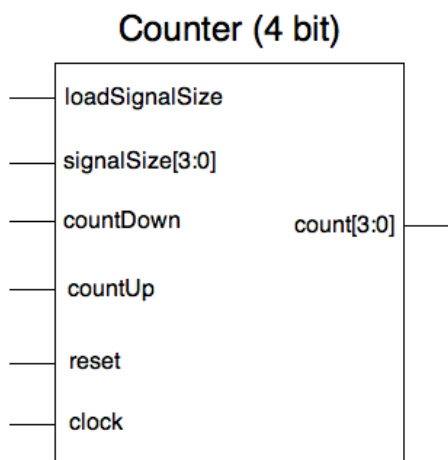 Counter (4 bit)
loadSignalSize
signalSize[3:0]
countDown
count[3:0]
countUp
reset
clock